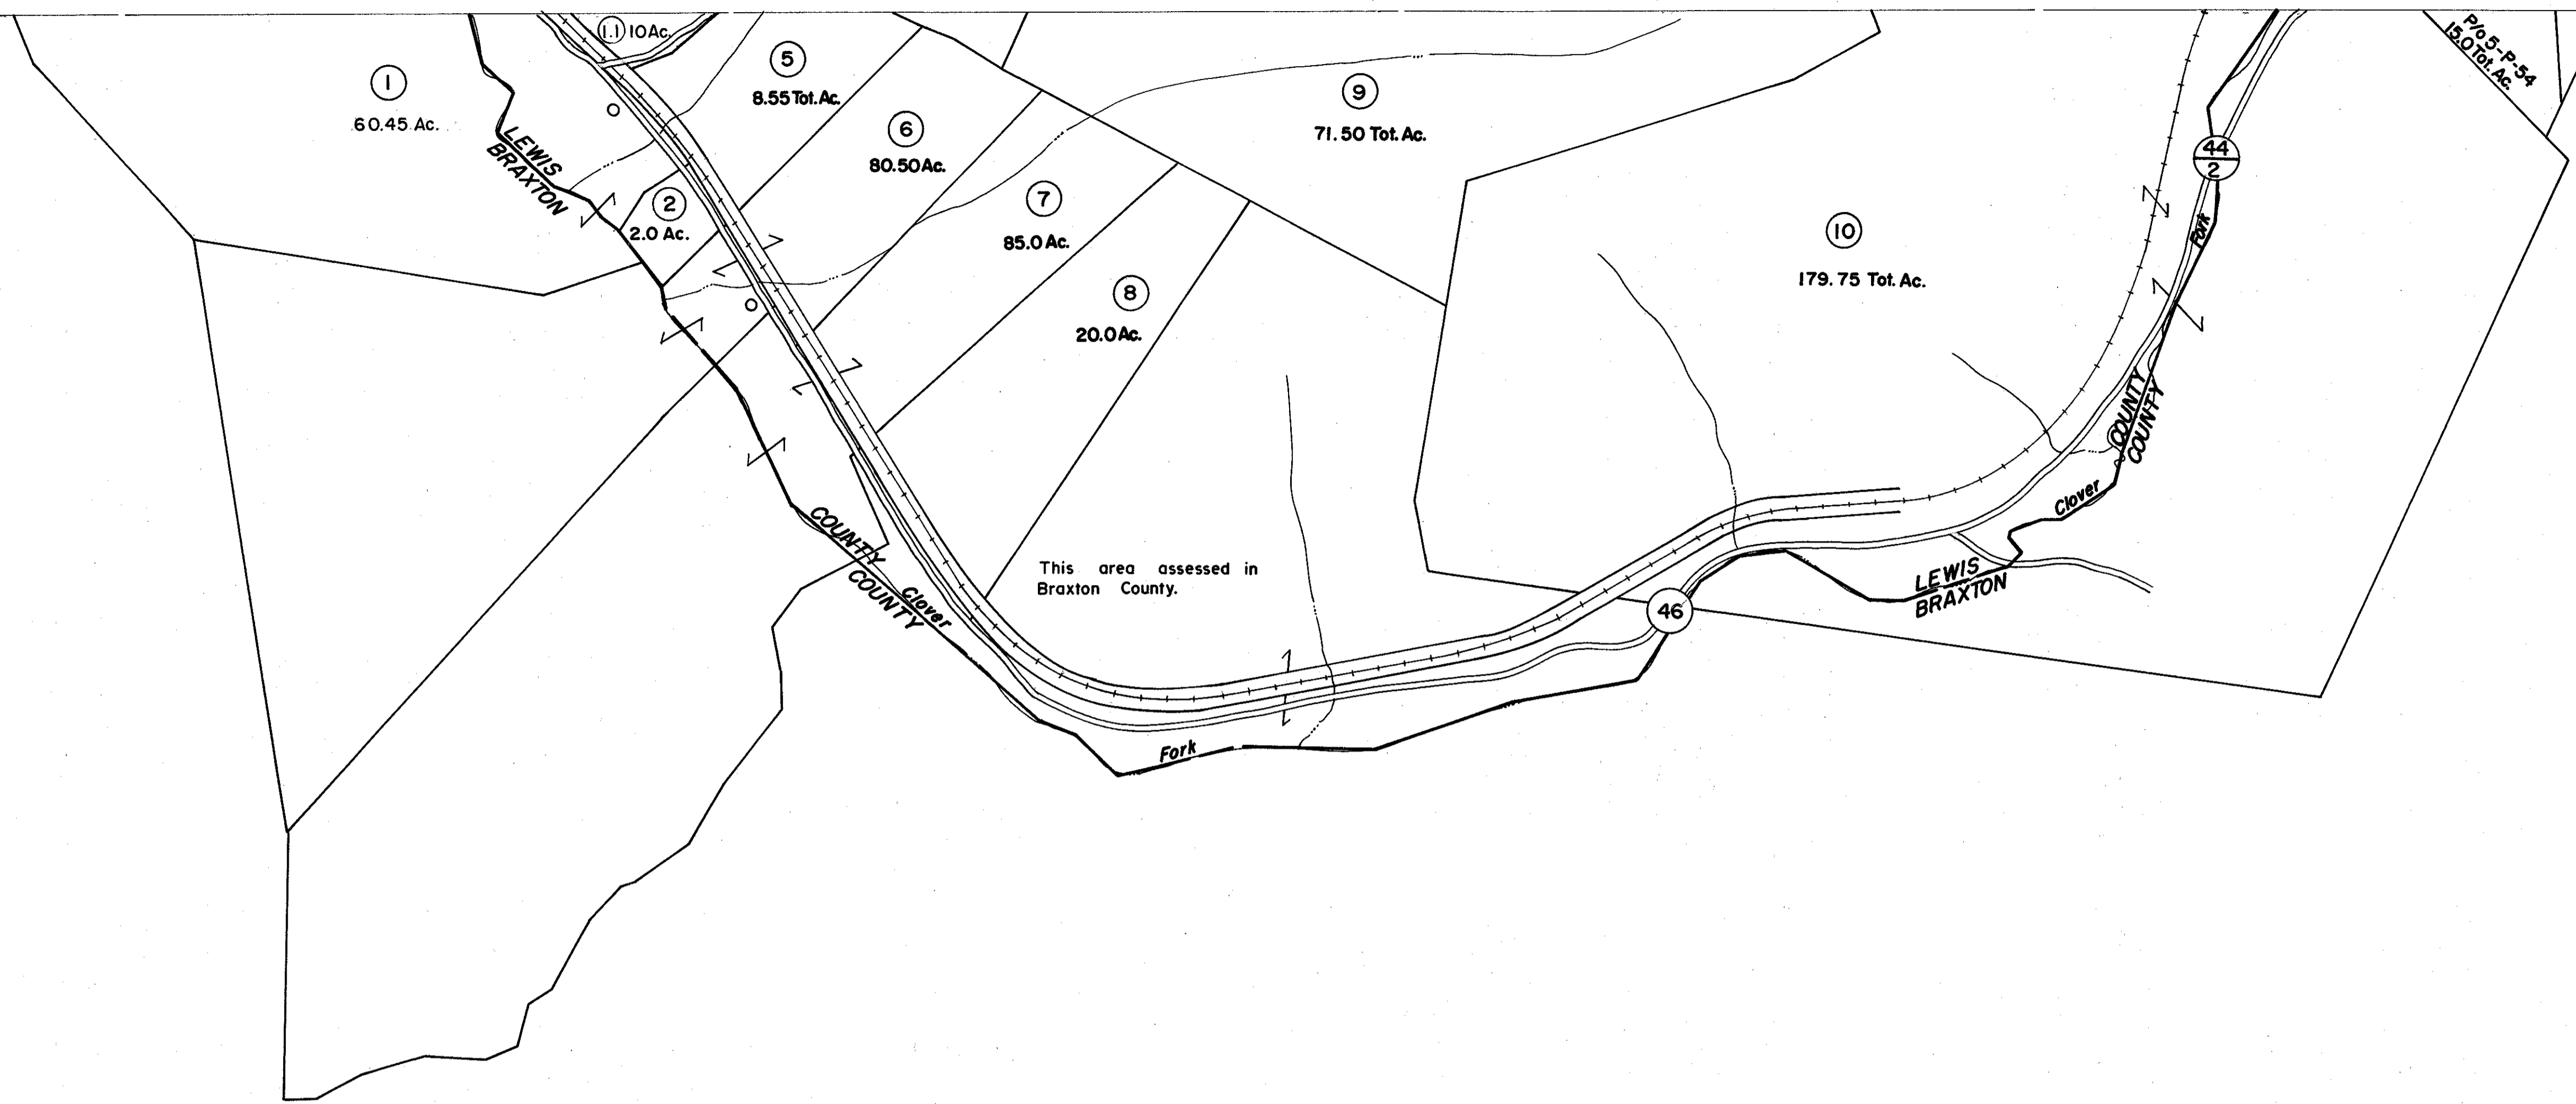 1.1 10 Ac.
1
60.45 Ac.
5
8.55 Tot. Ac.
6
80.50 Ac.
9
71.50 Tot. Ac.
P/o 5-P-54
15.0 Tot. Ac.
44
2
LEWIS
BRAXTON
2
2.0 Ac.
7
85.0 Ac.
10
179.75 Tot. Ac.
Fork
8
20.0 Ac.
COUNTY
COUNTY
Clover
COUNTY
COUNTY
Clover
This area assessed in
Braxton County.
46
LEWIS
BRAXTON
Fork